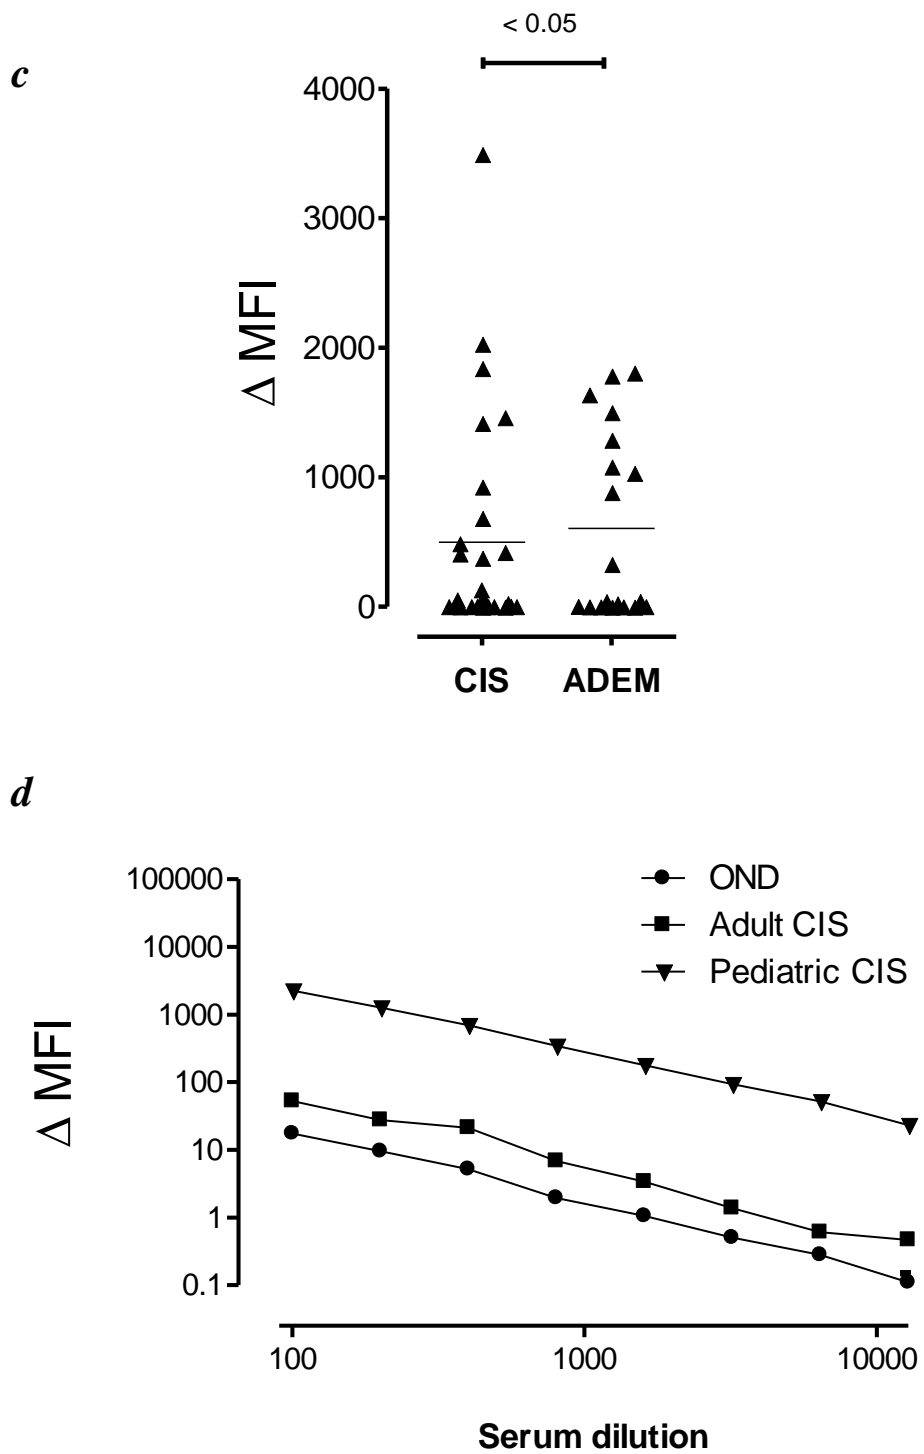 c
< 0.05
4000
3000
2000
1000
0
Δ MFI
CIS ADEM
d
100000
10000
1000
100
10
1
0.1
Δ MFI
OND
Adult CIS
Pediatric CIS
100 1000 10000
Serum dilution